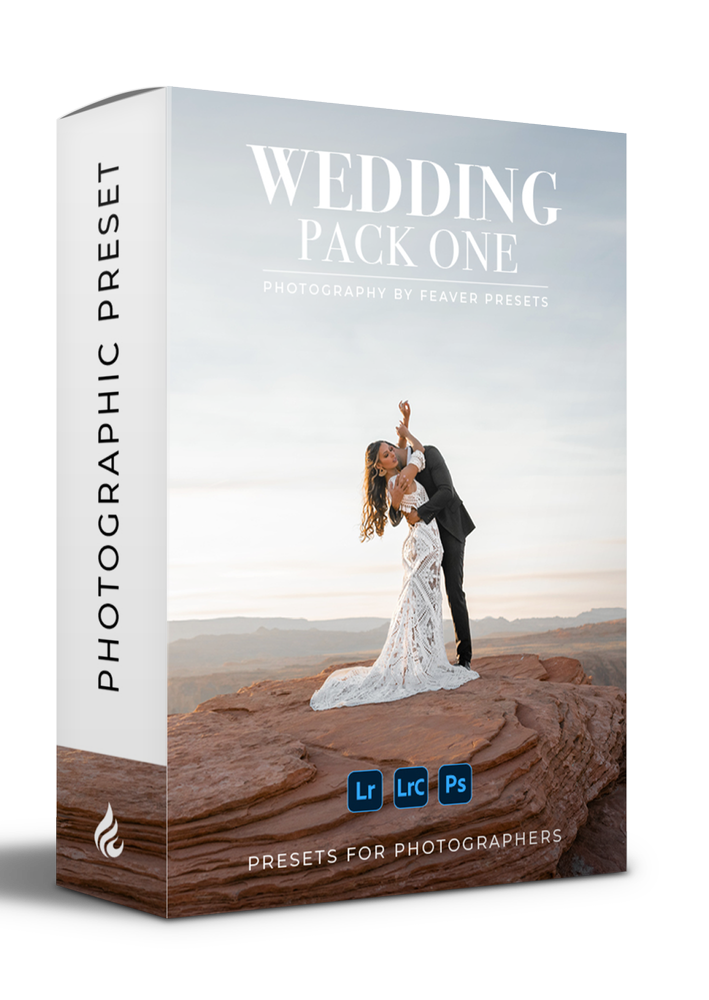 PHOTOGRAPHIC PRESET
WEDDING
PACK ONE
PHOTOGRAPHY BY FEAVER PRESETS
Lr LrC Ps
PRESETS FOR PHOTOGRAPHERS